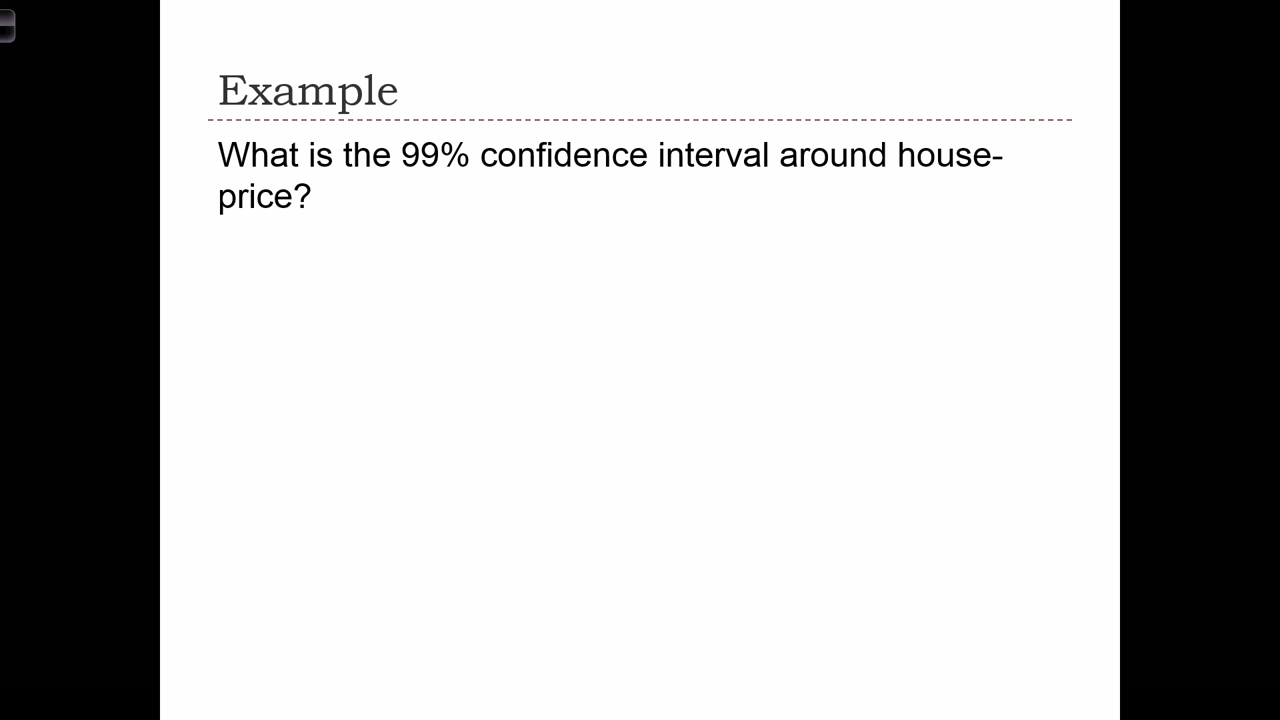 Example
What is the 99% confidence interval around house-
price?